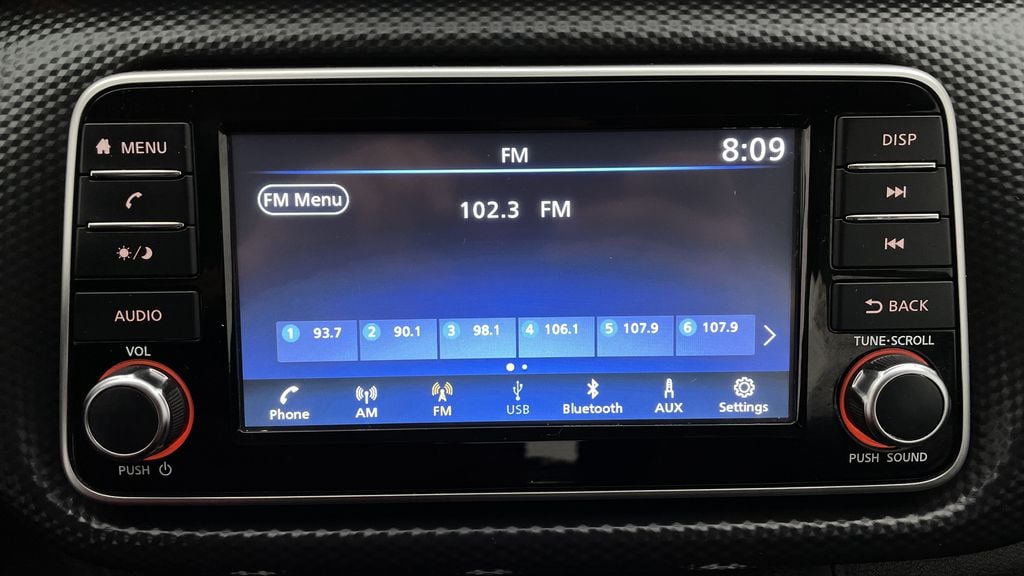 FM 8:09
MENU
DISP
FM Menu
102.3 FM
AUDIO
BACK
1 93.7 2 90.1 3 98.1 4 106.1 5 107.9 6 107.9
VOL
TUNE·SCROLL
Phone AM FM USB Bluetooth AUX Settings
PUSH
PUSH SOUND